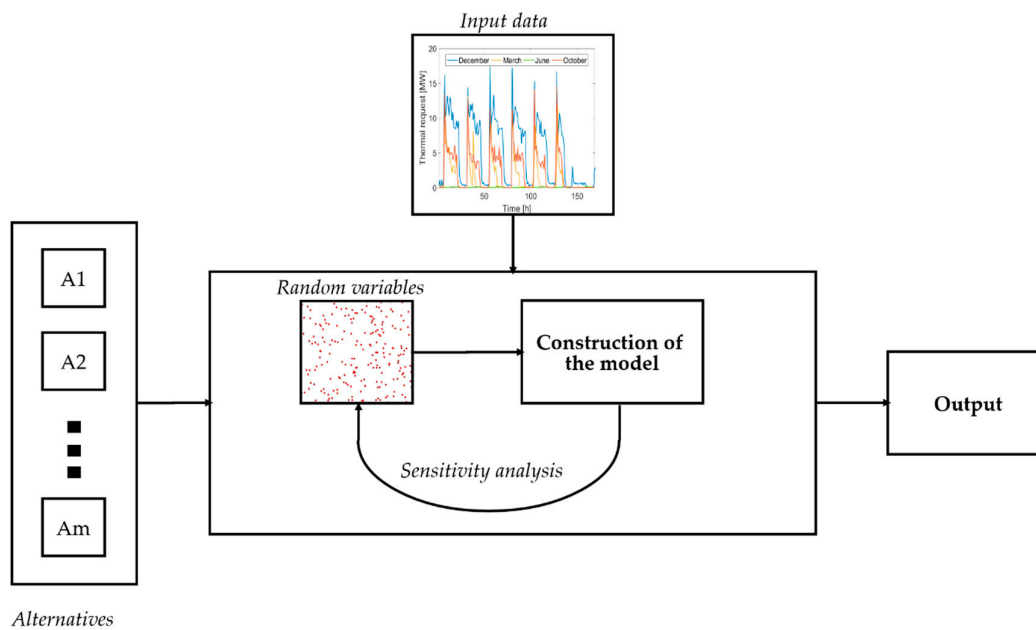 Input data
20
15
10
5
0
Thermal request [MW]
December March June October
50 100 150
Time [h]
A1
A2
Am
Alternatives
Random variables
Construction of
the model
Sensitivity analysis
Output